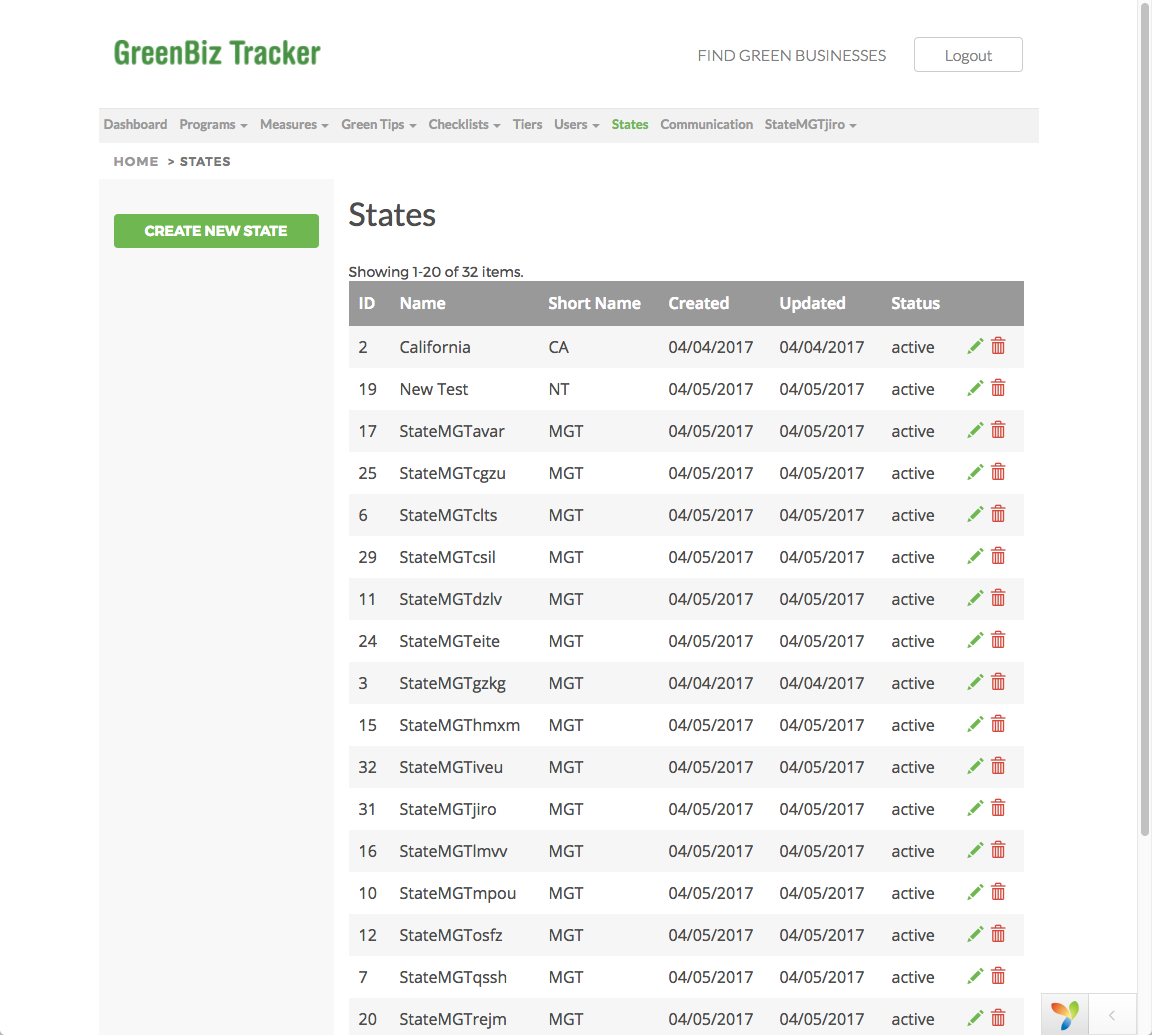 GreenBiz Tracker
FIND GREEN BUSINESSES Logout
Dashboard Programs Measures Green Tips Checklists Tiers Users States Communication StateMGTjiro
HOME > STATES
CREATE NEW STATE
States
Showing 1-20 of 32 items.
ID Name Short Name Created Updated Status
2 California CA 04/04/2017 04/04/2017 active
19 New Test NT 04/05/2017 04/05/2017 active
17 StateMGTavar MGT 04/05/2017 04/05/2017 active
25 StateMGTcgzu MGT 04/05/2017 04/05/2017 active
6 StateMGTclts MGT 04/05/2017 04/05/2017 active
29 StateMGTcsil MGT 04/05/2017 04/05/2017 active
11 StateMGTdzlv MGT 04/05/2017 04/05/2017 active
24 StateMGTeite MGT 04/05/2017 04/05/2017 active
3 StateMGTgzkg MGT 04/04/2017 04/04/2017 active
15 StateMGThmxm MGT 04/05/2017 04/05/2017 active
32 StateMGTiveu MGT 04/05/2017 04/05/2017 active
31 StateMGTjiro MGT 04/05/2017 04/05/2017 active
16 StateMGTlmvv MGT 04/05/2017 04/05/2017 active
10 StateMGTmpou MGT 04/05/2017 04/05/2017 active
12 StateMGTosfz MGT 04/05/2017 04/05/2017 active
7 StateMGTqssh MGT 04/05/2017 04/05/2017 active
20 StateMGTrejm MGT 04/05/2017 04/05/2017 active